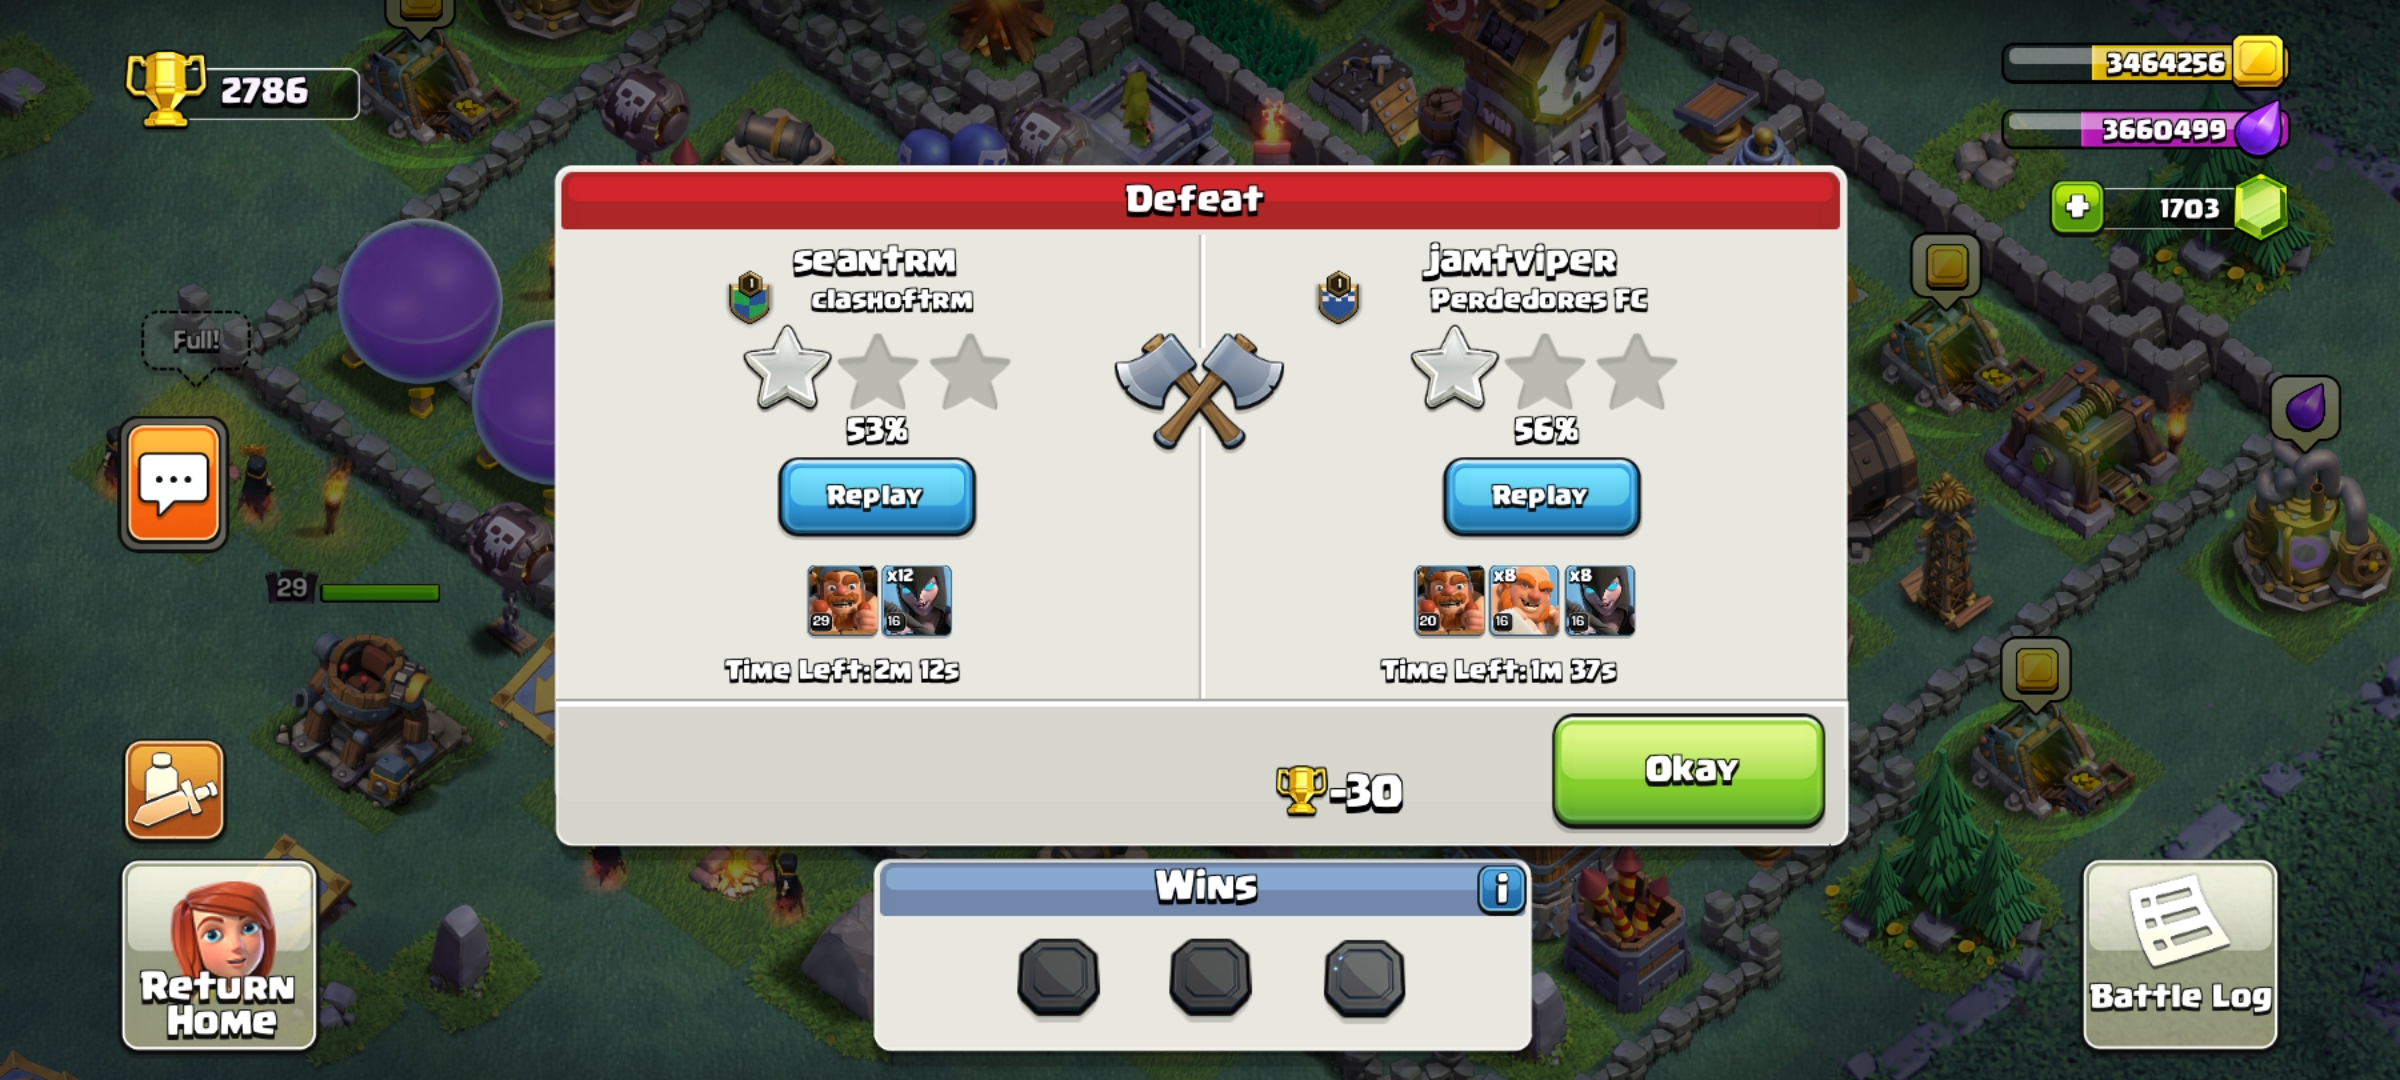 2786
3464256
3660499
1703
Defeat
seantrm
clashoftrm
1
53%
Replay
29
x12
16
Time Left:2m 12s
jamtviper
Perdedores FC
1
56%
Replay
20
x8
16
x8
16
Time Left:1m 37s
Full!
29
-30
Okay
Wins
i
Return
Home
Battle Log